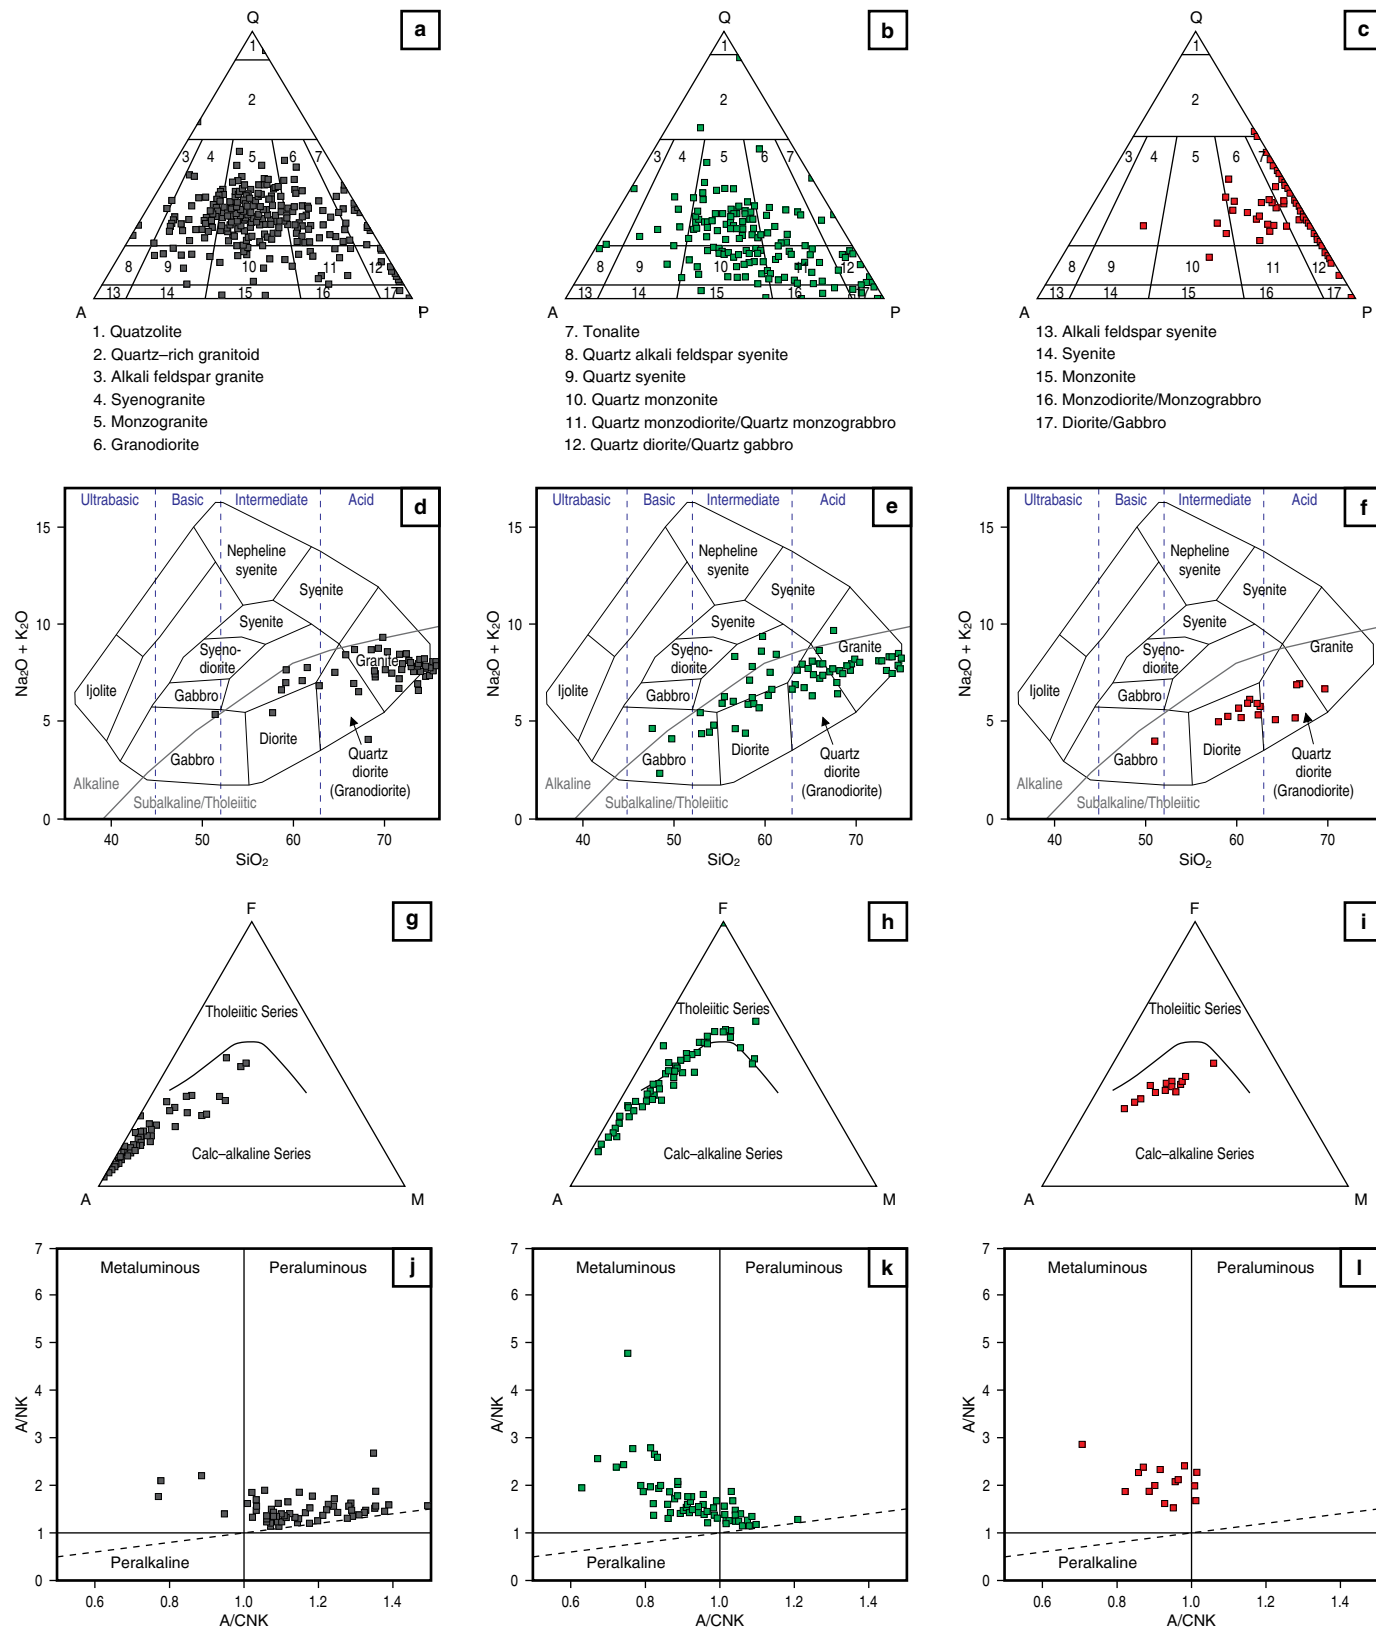 Q
a
1
2
3 4 5 6 7
8 9 10 11 12
13 14 15 16 17
A P
1. Quatzolite
2. Quartz–rich granitoid
3. Alkali feldspar granite
4. Syenogranite
5. Monzogranite
6. Granodiorite
Q
b
1
2
3 4 5 6 7
8 9 10 11 12
13 14 15 16 17
A P
7. Tonalite
8. Quartz alkali feldspar syenite
9. Quartz syenite
10. Quartz monzonite
11. Quartz monzodiorite/Quartz monzograbbro
12. Quartz diorite/Quartz gabbro
Q
c
1
2
3 4 5 6 7
8 9 10 11 12
13 14 15 16 17
A P
13. Alkali feldspar syenite
14. Syenite
15. Monzonite
16. Monzodiorite/Monzograbbro
17. Diorite/Gabbro
Ultrabasic Basic Intermediate Acid
d
15
10
5
0
Na₂O + K₂O
Nepheline
syenite
Syenite
Syenite
Syeno-
diorite
Granite
Ijolite
Gabbro
Gabbro
Diorite
Quartz
diorite
(Granodiorite)
Alkaline
Subalkaline/Tholeiitic
40 50 60 70
SiO₂
Ultrabasic Basic Intermediate Acid
e
15
10
5
0
Na₂O + K₂O
Nepheline
syenite
Syenite
Syenite
Syeno-
diorite
Granite
Ijolite
Gabbro
Gabbro
Diorite
Quartz
diorite
(Granodiorite)
Alkaline
Subalkaline/Tholeiitic
40 50 60 70
SiO₂
Ultrabasic Basic Intermediate Acid
f
15
10
5
0
Na₂O + K₂O
Nepheline
syenite
Syenite
Syenite
Syeno-
diorite
Granite
Ijolite
Gabbro
Gabbro
Diorite
Quartz
diorite
(Granodiorite)
Alkaline
Subalkaline/Tholeiitic
40 50 60 70
SiO₂
F
g
Tholeiitic Series
Calc–alkaline Series
A M
F
h
Tholeiitic Series
Calc–alkaline Series
A M
F
i
Tholeiitic Series
Calc–alkaline Series
A M
7
6
5
4
3
2
1
0
A/NK
Metaluminous Peraluminous
j
Peralkaline
0.6 0.8 1.0 1.2 1.4
A/CNK
7
6
5
4
3
2
1
0
A/NK
Metaluminous Peraluminous
k
Peralkaline
0.6 0.8 1.0 1.2 1.4
A/CNK
7
6
5
4
3
2
1
0
A/NK
Metaluminous Peraluminous
l
Peralkaline
0.6 0.8 1.0 1.2 1.4
A/CNK